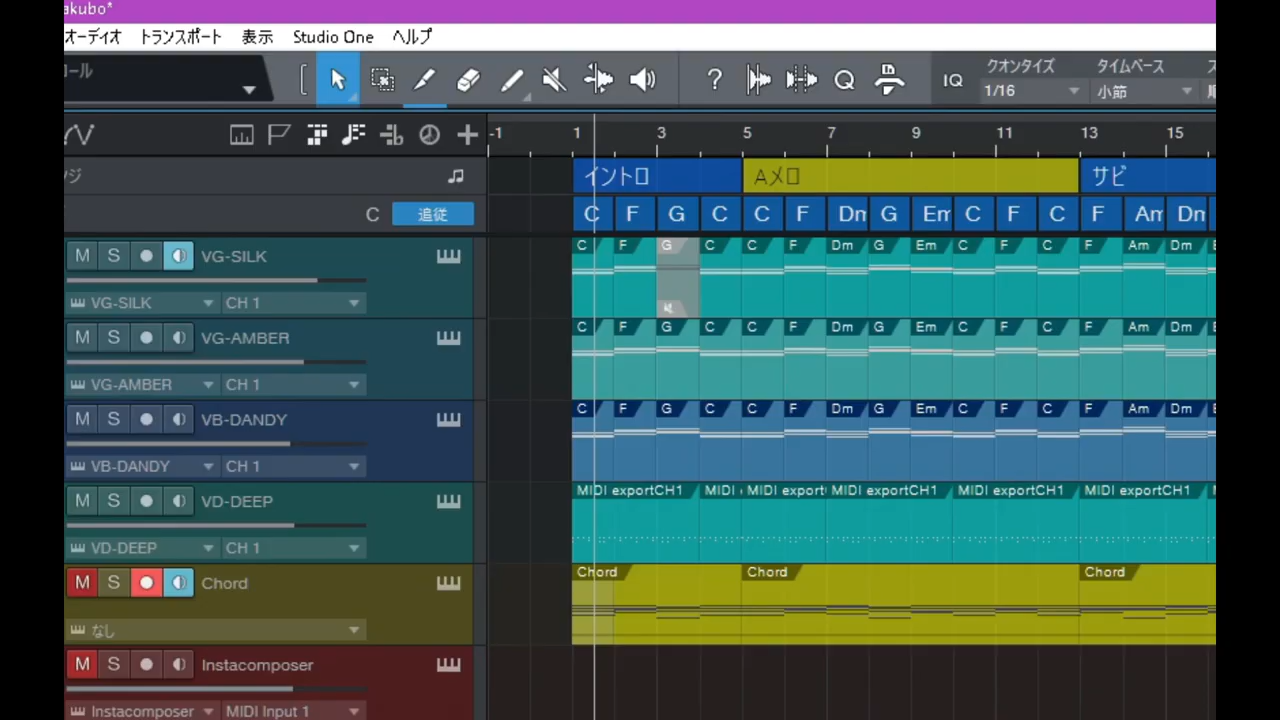 akubo*
オーディオ トランスポート 表示 Studio One ヘルプ
ール ? Q IQ クオンタイズ 1/16 タイムベース 小節
-1 1 3 5 7 9 11 13 15
ンジ イントロ Aメロ サビ
C 追従 C F G C C F Dm G Em C F C F Am Dm
M S VG-SILK C F G C C F Dm G Em C F C F Am Dm
VG-SILK CH 1
M S VG-AMBER C F G C C F Dm G Em C F C F Am Dm
VG-AMBER CH 1
M S VB-DANDY C F G C C F Dm G Em C F C F Am Dm
VB-DANDY CH 1
M S VD-DEEP MIDI exportCH1 MIDI MIDI export MIDI exportCH1 MIDI exportCH1 MIDI exportCH1
VD-DEEP CH 1
M S Chord Chord Chord Chord
なし
M S Instacomposer
Instacomposer MIDI Input 1